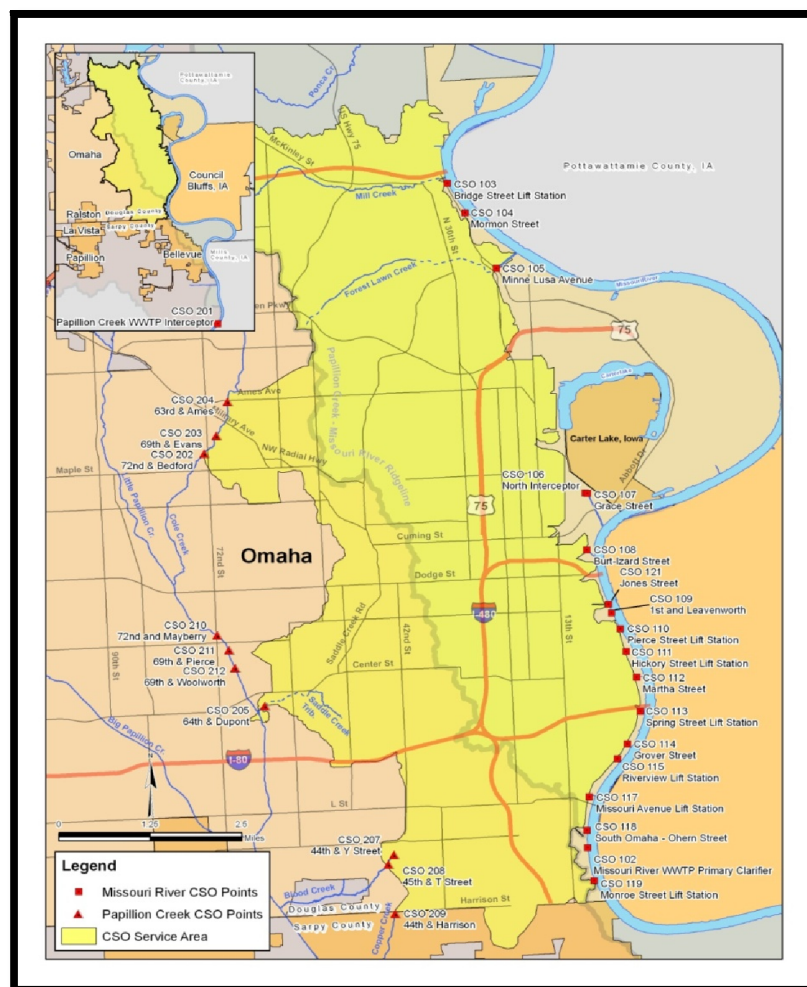 Pottawattamie
County, IA
Omaha
Council
Bluffs, IA
Ralston
Douglas County
La Vista
Sarpy County
Papillion
Bellevue
Mills
County, IA
CSO 201
Papillion Creek WWTP Interceptor
Ponca Cr.
US Hwy 75
McKinley St
Pottawattamie County, IA
CSO 103
Bridge Street Lift Station
Mill Creek
CSO 104
Mormon Street
N 30th St
CSO 105
Minne Lusa Avenue
Forest Lawn Creek
Missouri River
75
Papillion Creek - Missouri River Ridgeline
Ames Ave
CSO 204
63rd & Ames
Military Ave
CSO 203
69th & Evans
CSO 202
72nd & Bedford
NW Radial Hwy
Maple St
Carter Lake, Iowa
Abbott Dr
CSO 106
North Interceptor
CSO 107
Grace Street
75
Little Papillion Cr.
Cole Creek
Cuming St
CSO 108
Burt-Izard Street
Omaha
72nd St
Dodge St
CSO 121
Jones Street
CSO 109
1st and Leavenworth
I-480
13th St
Saddle Creek Rd
42nd St
CSO 210
72nd and Mayberry
CSO 110
Pierce Street Lift Station
CSO 211
69th & Pierce
CSO 111
Hickory Street Lift Station
90th St
CSO 212
69th & Woolworth
Center St
CSO 112
Martha Street
CSO 205
64th & Dupont
Saddle Creek
Trib.
CSO 113
Spring Street Lift Station
Big Papillion Cr.
CSO 114
Grover Street
I-80
CSO 115
Riverview Lift Station
N
L St
CSO 117
Missouri Avenue Lift Station
0
1.25
2.5
Miles
CSO 118
South Omaha - Ohern Street
CSO 207
44th & Y Street
CSO 102
Missouri River WWTP Primary Clarifier
CSO 208
45th & T Street
CSO 119
Monroe Street Lift Station
Blood Creek
Harrison St
Douglas County
Sarpy County
Copper Creek
CSO 209
44th & Harrison
Legend
Missouri River CSO Points
Papillion Creek CSO Points
CSO Service Area